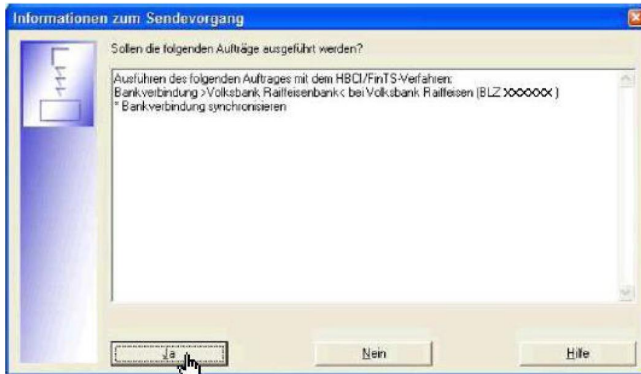 Informationen zum Sendevorgang
Sollen die folgenden Aufträge ausgeführt werden?
Ausführen des folgenden Auftrages mit dem HBCI/FinTS-Verfahren:
Bankverbindung >Volksbank Raiffeisenbank< bei Volksbank Raiffeisen (BLZ XXXXXXX )
* Bankverbindung synchronisieren
Ja Nein Hilfe